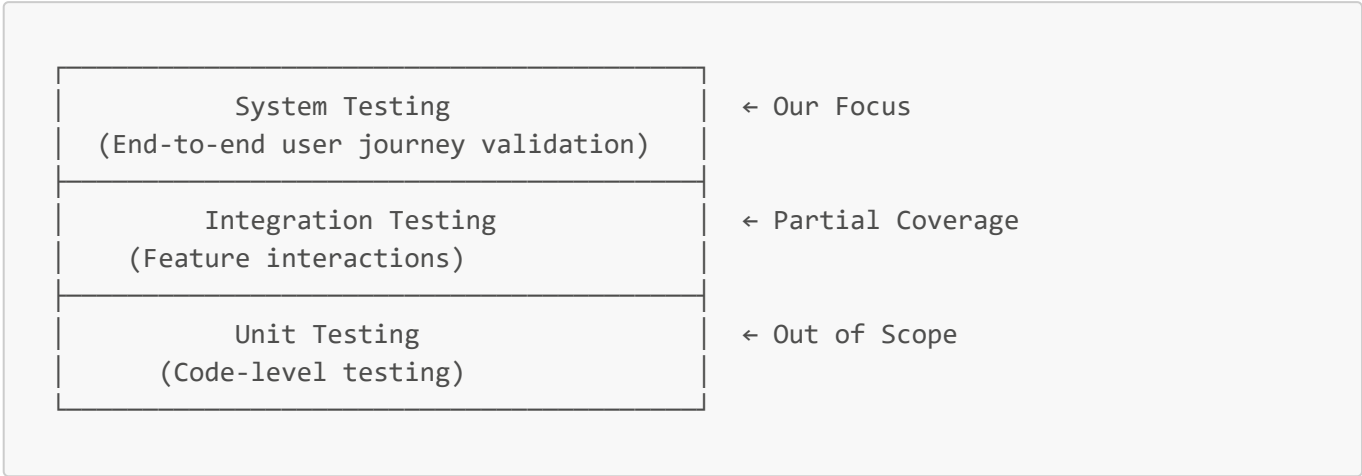 System Testing ← Our Focus
(End-to-end user journey validation)
Integration Testing ← Partial Coverage
(Feature interactions)
Unit Testing ← Out of Scope
(Code-level testing)